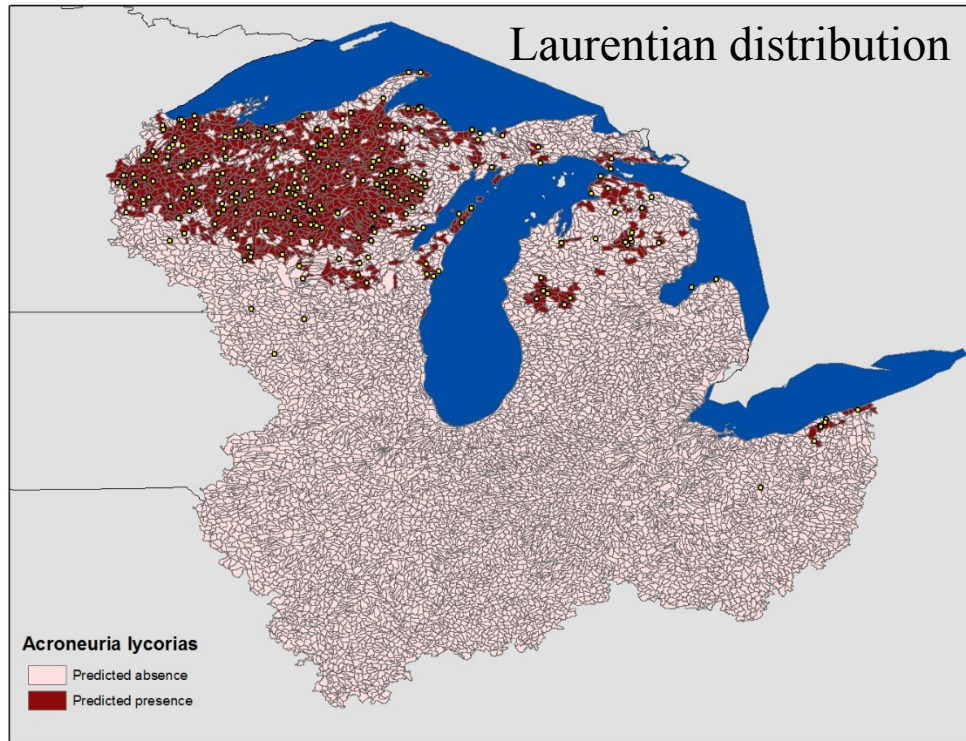 Laurentian distribution
Acroneuria lycorias
Predicted absence
Predicted presence